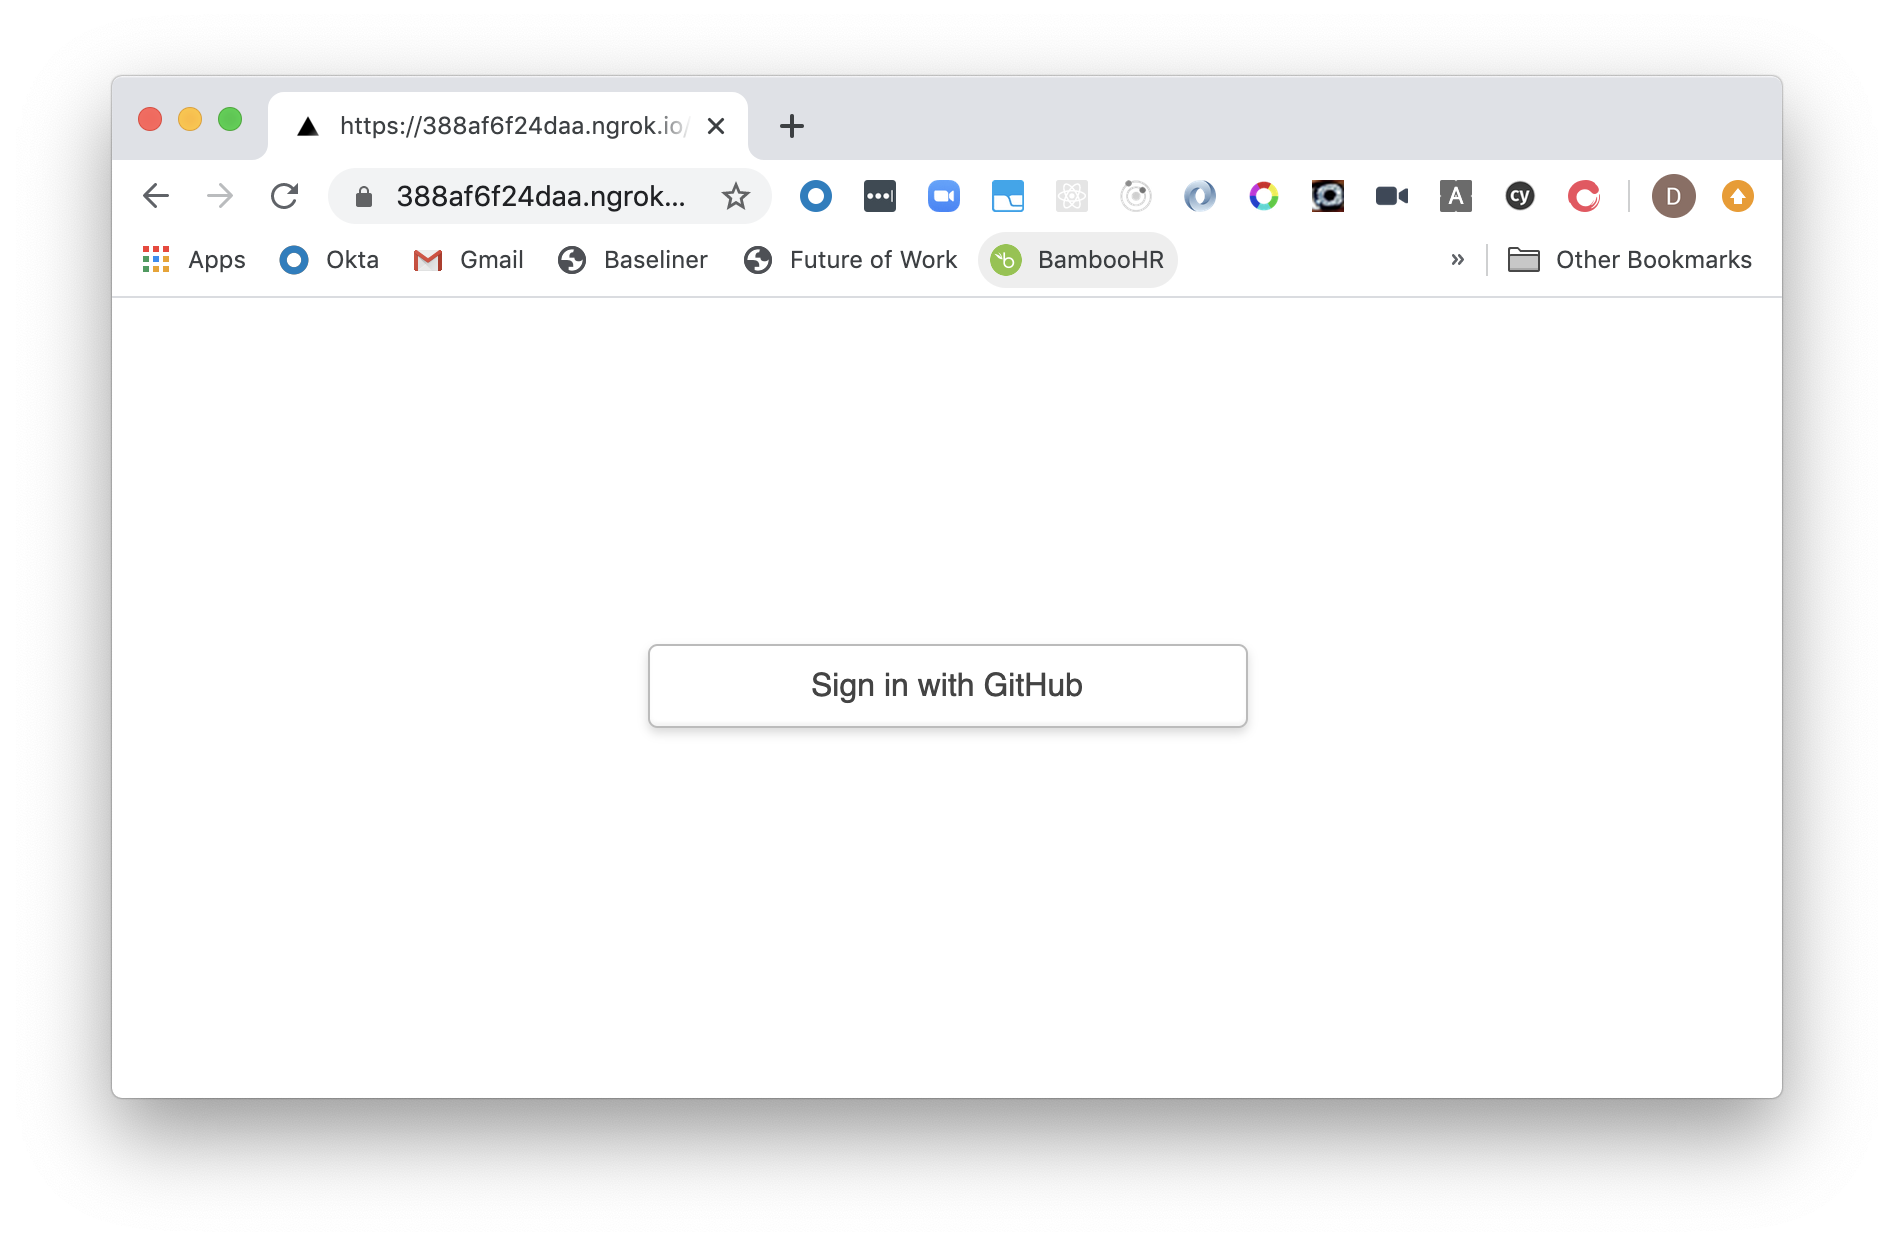 https://388af6f24daa.ngrok.io/
388af6f24daa.ngrok...
A
cy
D
Apps
Okta
Gmail
Baseliner
Future of Work
BambooHR
»
Other Bookmarks
Sign in with GitHub